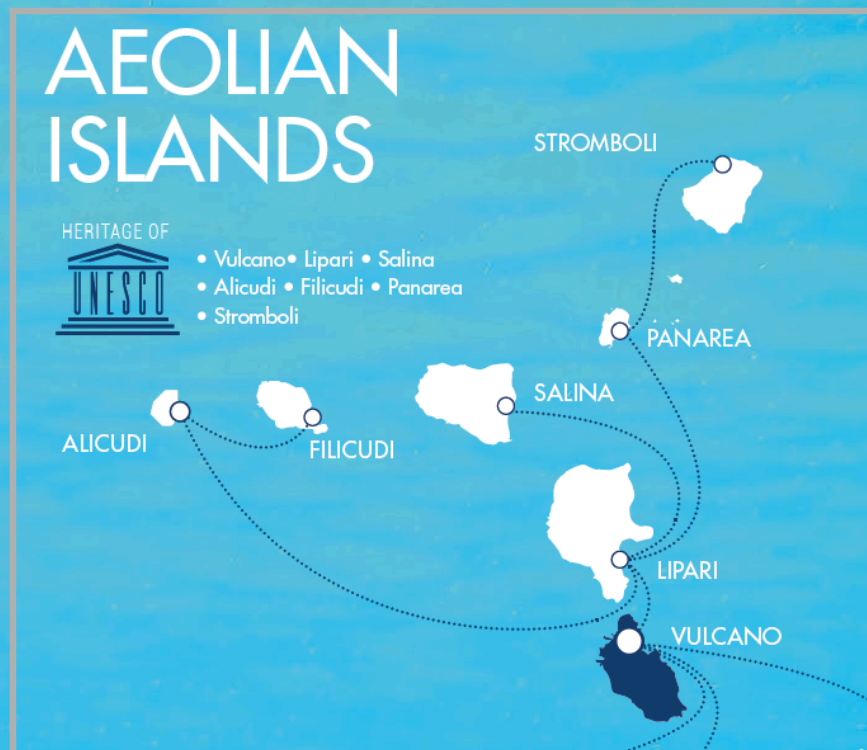 AEOLIAN
ISLANDS
HERITAGE OF
UNESCO
• Vulcano • Lipari • Salina
• Alicudi • Filicudi • Panarea
• Stromboli
STROMBOLI
PANAREA
SALINA
ALICUDI
FILICUDI
LIPARI
VULCANO